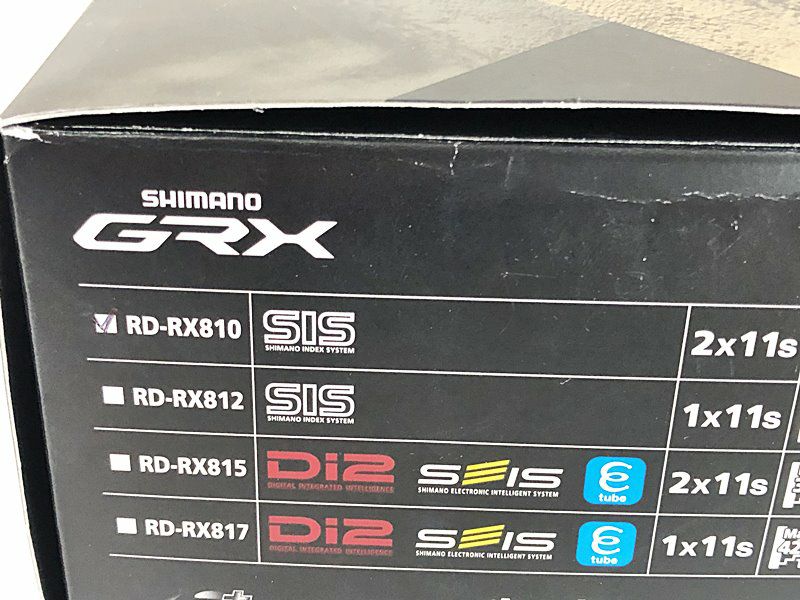 SHIMANO
GRX
RD-RX810 SIS 2x11s
SHIMANO INDEX SYSTEM
RD-RX812 SIS 1x11s
SHIMANO INDEX SYSTEM
RD-RX815 Di2 SEIS e tube 2x11s
DIGITAL INTEGRATED INTELLIGENCE SHIMANO ELECTRONIC INTELLIGENT SYSTEM
RD-RX817 Di2 SEIS e tube 1x11s
DIGITAL INTEGRATED INTELLIGENCE SHIMANO ELECTRONIC INTELLIGENT SYSTEM